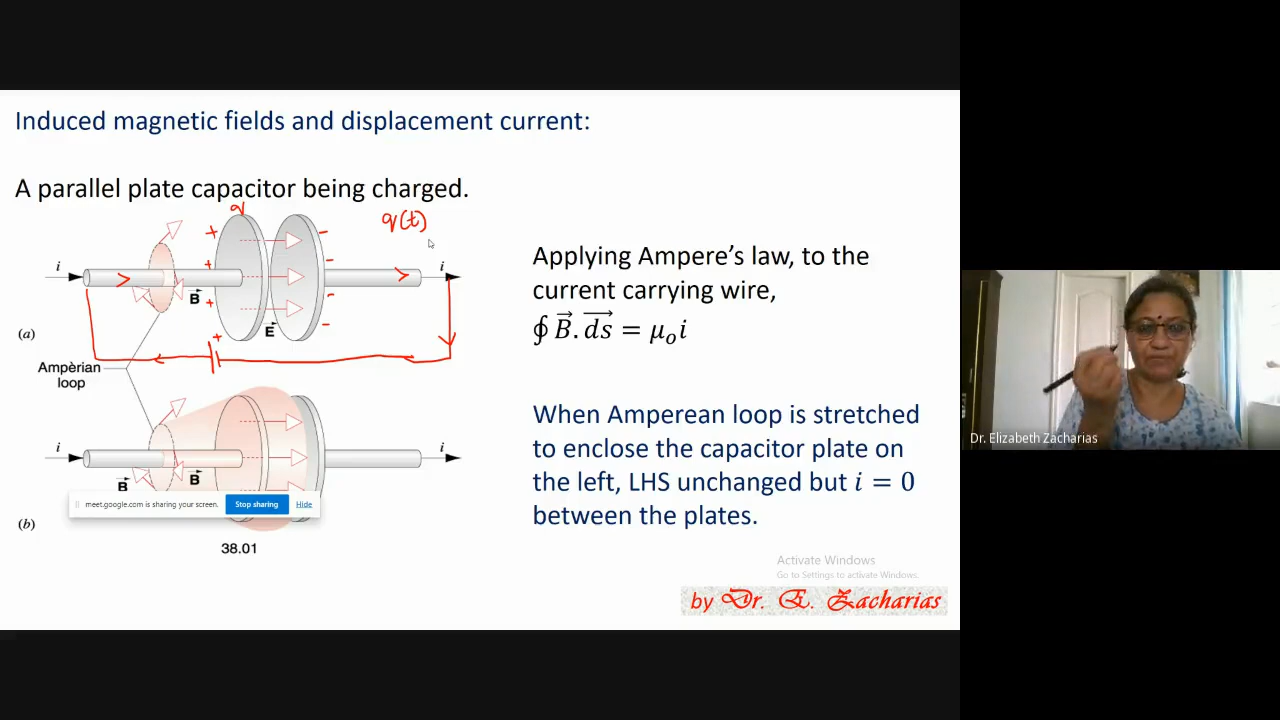 Induced magnetic fields and displacement current:
A parallel plate capacitor being charged.
q
q(t)
+
+
+
+
-
-
-
-
i
i
B⃗
E⃗
(a)
+
Ampèrian
loop
i
i
B⃗
B⃗
meet.google.com is sharing your screen.
Stop sharing
Hide
(b)
38.01
Applying Ampere’s law, to the
current carrying wire,
∮ B⃗. d⃗s⃗ = μₒi
When Amperean loop is stretched
to enclose the capacitor plate on
the left, LHS unchanged but i = 0
between the plates.
Activate Windows
Go to Settings to activate Windows.
by Dr. E. Zacharias
Dr. Elizabeth Zacharias